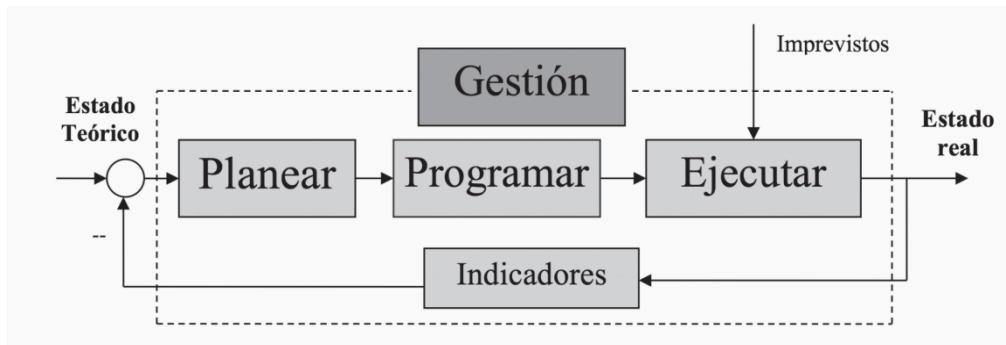 Imprevistos
Gestión
Estado
Teórico
Estado
real
Planear
Programar
Ejecutar
--
Indicadores